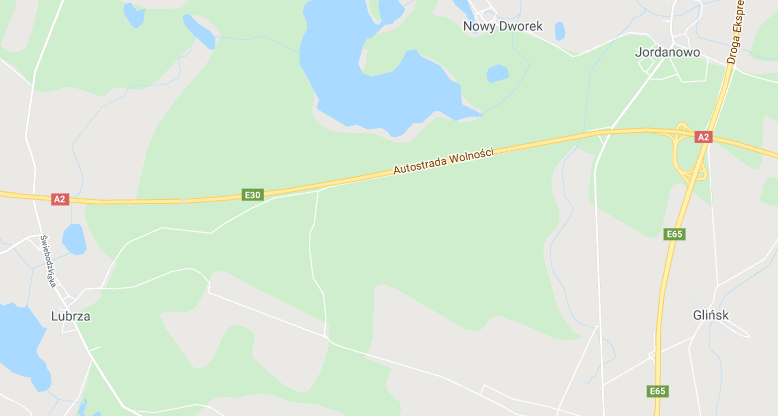 Nowy Dworek
Jordanowo
Droga Ekspre
A2
Autostrada Wolności
E30
A2
E65
Świebodzińska
Lubrza
Glińsk
E65